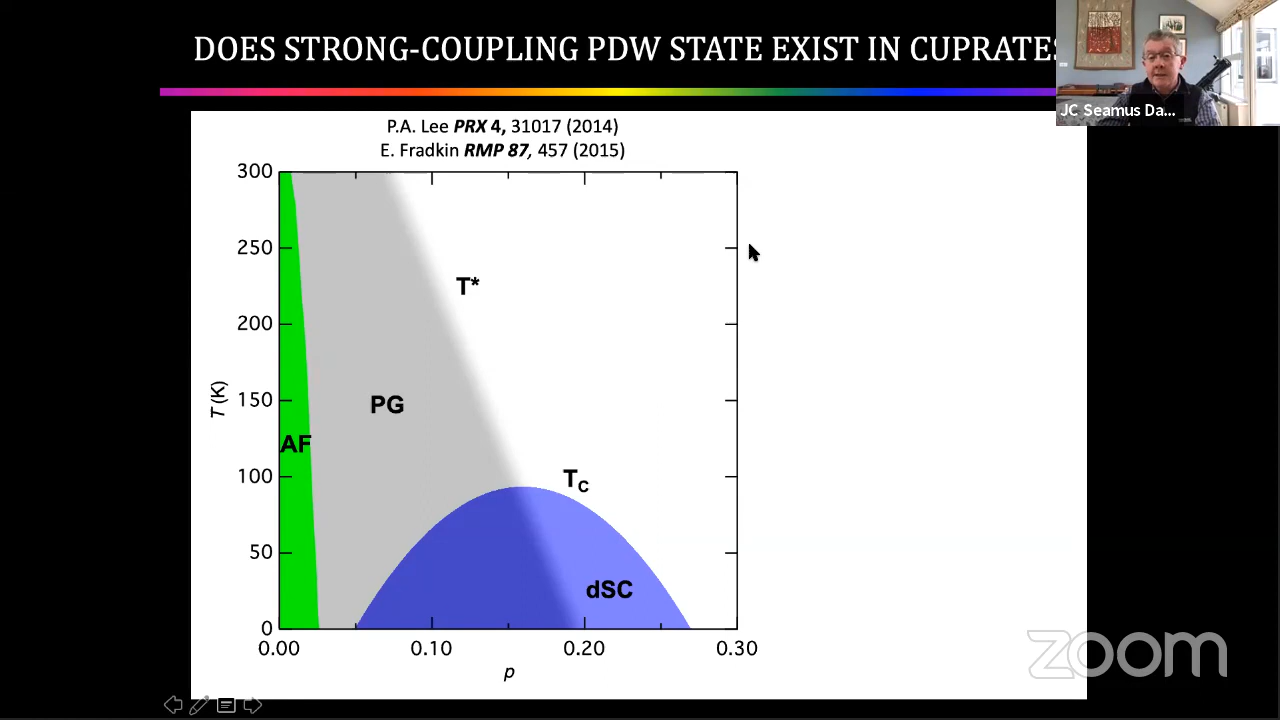 DOES STRONG-COUPLING PDW STATE EXIST IN CUPRATES
JC Seamus Da...
P.A. Lee PRX 4, 31017 (2014)
E. Fradkin RMP 87, 457 (2015)
300
250
200
150
100
50
0
T (K)
T*
PG
AF
TC
dSC
0.00
0.10
0.20
0.30
p
zoom